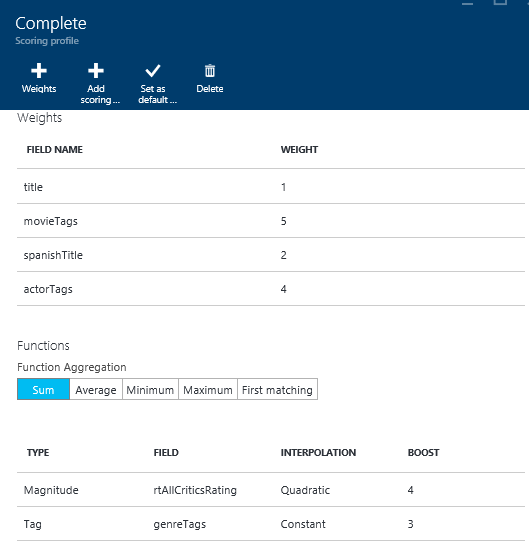 Complete
Scoring profile
Weights Add scoring ... Set as default ... Delete
Weights
FIELD NAME WEIGHT
title 1
movieTags 5
spanishTitle 2
actorTags 4
Functions
Function Aggregation
Sum Average Minimum Maximum First matching
TYPE FIELD INTERPOLATION BOOST
Magnitude rtAllCriticsRating Quadratic 4
Tag genreTags Constant 3